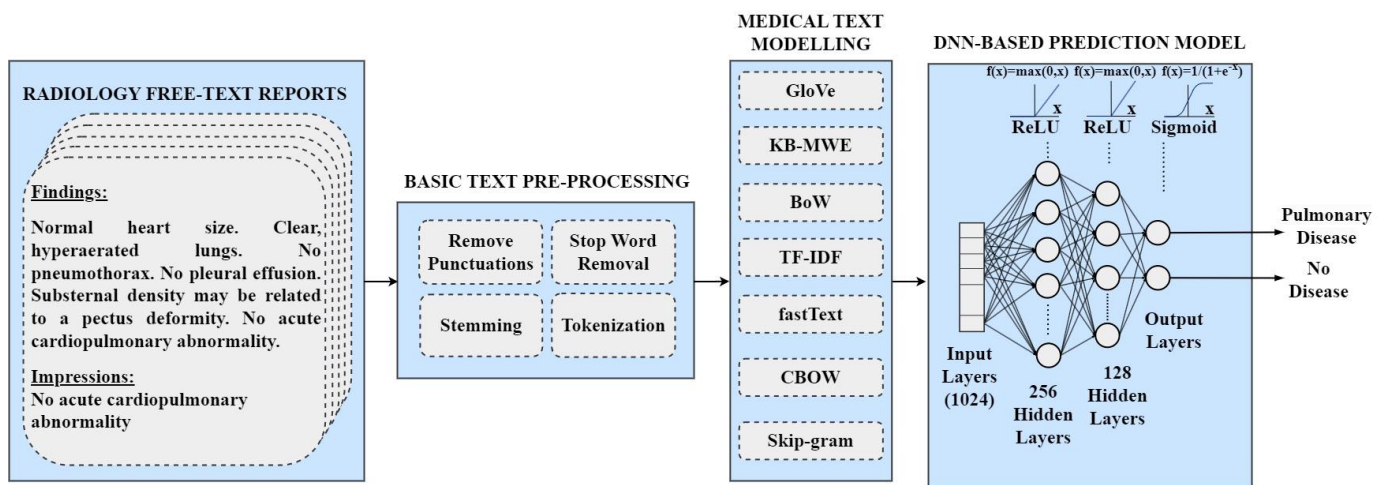 RADIOLOGY FREE-TEXT REPORTS
Findings:
Normal heart size. Clear,
hyperaerated lungs. No
pneumothorax. No pleural effusion.
Substernal density may be related
to a pectus deformity. No acute
cardiopulmonary abnormality.
Impressions:
No acute cardiopulmonary
abnormality
BASIC TEXT PRE-PROCESSING
Remove
Punctuations
Stop Word
Removal
Stemming
Tokenization
MEDICAL TEXT
MODELLING
GloVe
KB-MWE
BoW
TF-IDF
fastText
CBOW
Skip-gram
DNN-BASED PREDICTION MODEL
f(x)=max(0,x) f(x)=max(0,x) f(x)=1/(1+e^-x)
x x x
ReLU ReLU Sigmoid
Input
Layers
(1024)
256
Hidden
Layers
128
Hidden
Layers
Output
Layers
Pulmonary
Disease
No
Disease